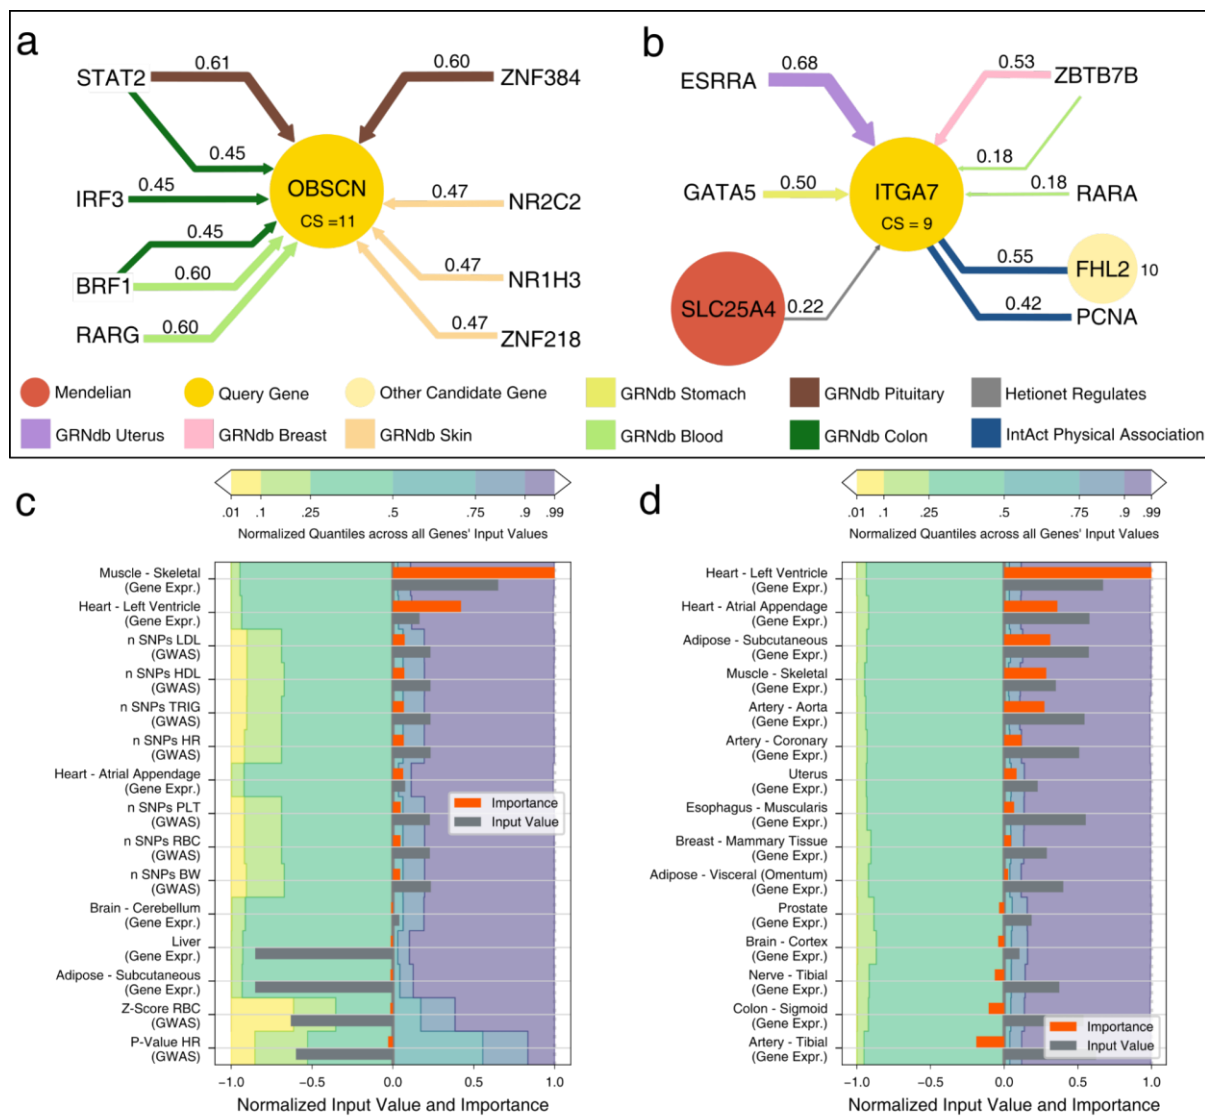 a
STAT2
0.61
0.60
ZNF384
0.45
IRF3
0.45
OBSCN
CS =11
0.47
NR2C2
0.45
BRF1
0.60
0.47
NR1H3
RARG
0.60
0.47
ZNF218
b
ESRRA
0.68
0.53
ZBTB7B
0.18
GATA5
0.50
ITGA7
CS = 9
0.18
RARA
0.55
FHL2
10
SLC25A4
0.22
0.42
PCNA
Mendelian
Query Gene
Other Candidate Gene
GRNdb Stomach
GRNdb Pituitary
Hetionet Regulates
GRNdb Uterus
GRNdb Breast
GRNdb Skin
GRNdb Blood
GRNdb Colon
IntAct Physical Association
c
.01 .1 .25 .5 .75 .9 .99
Normalized Quantiles across all Genes' Input Values
Muscle - Skeletal
(Gene Expr.)
Heart - Left Ventricle
(Gene Expr.)
n SNPs LDL
(GWAS)
n SNPs HDL
(GWAS)
n SNPs TRIG
(GWAS)
n SNPs HR
(GWAS)
Heart - Atrial Appendage
(Gene Expr.)
n SNPs PLT
(GWAS)
n SNPs RBC
(GWAS)
n SNPs BW
(GWAS)
Brain - Cerebellum
(Gene Expr.)
Liver
(Gene Expr.)
Adipose - Subcutaneous
(Gene Expr.)
Z-Score RBC
(GWAS)
P-Value HR
(GWAS)
Importance
Input Value
−1.0 −0.5 0.0 0.5 1.0
Normalized Input Value and Importance
d
.01 .1 .25 .5 .75 .9 .99
Normalized Quantiles across all Genes' Input Values
Heart - Left Ventricle
(Gene Expr.)
Heart - Atrial Appendage
(Gene Expr.)
Adipose - Subcutaneous
(Gene Expr.)
Muscle - Skeletal
(Gene Expr.)
Artery - Aorta
(Gene Expr.)
Artery - Coronary
(Gene Expr.)
Uterus
(Gene Expr.)
Esophagus - Muscularis
(Gene Expr.)
Breast - Mammary Tissue
(Gene Expr.)
Adipose - Visceral (Omentum)
(Gene Expr.)
Prostate
(Gene Expr.)
Brain - Cortex
(Gene Expr.)
Nerve - Tibial
(Gene Expr.)
Colon - Sigmoid
(Gene Expr.)
Artery - Tibial
(Gene Expr.)
Importance
Input Value
−1.0 −0.5 0.0 0.5 1.0
Normalized Input Value and Importance